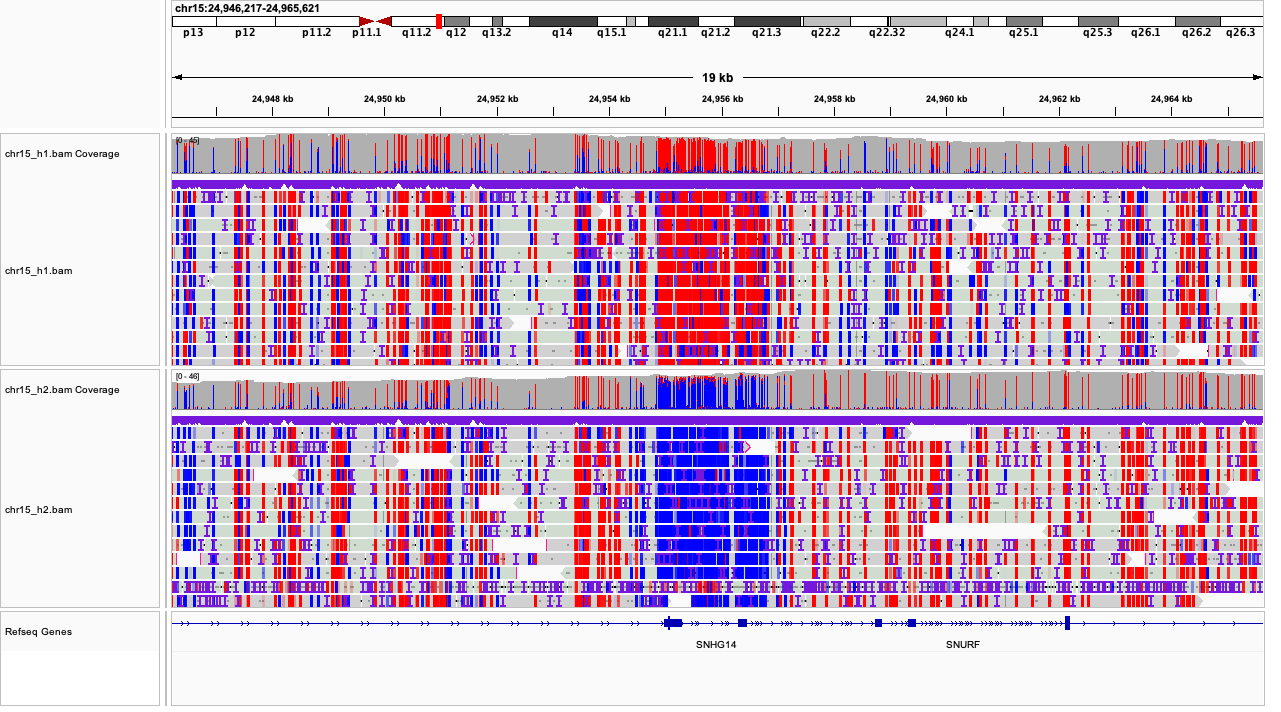 chr15:24,946,217-24,965,621
p13 p12 p11.2 p11.1 q11.2 q12 q13.2 q14 q15.1 q21.1 q21.2 q21.3 q22.2 q22.32 q24.1 q25.1 q25.3 q26.1 q26.2 q26.3
19 kb
24,948 kb 24,950 kb 24,952 kb 24,954 kb 24,956 kb 24,958 kb 24,960 kb 24,962 kb 24,964 kb
[0 - 45]
chr15_h1.bam Coverage
chr15_h1.bam
[0 - 46]
chr15_h2.bam Coverage
chr15_h2.bam
Refseq Genes
SNHG14 SNURF